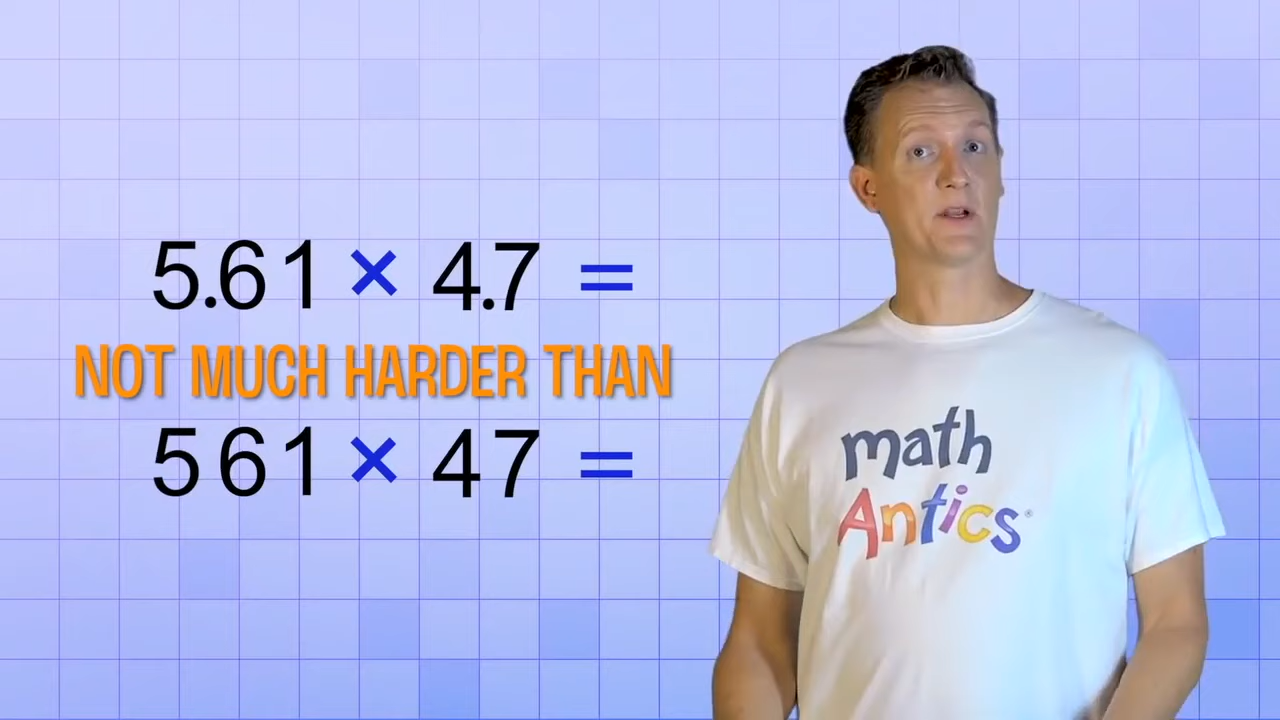 5.61 × 4.7 =
NOT MUCH HARDER THAN
561 × 47 =
math
Antics®